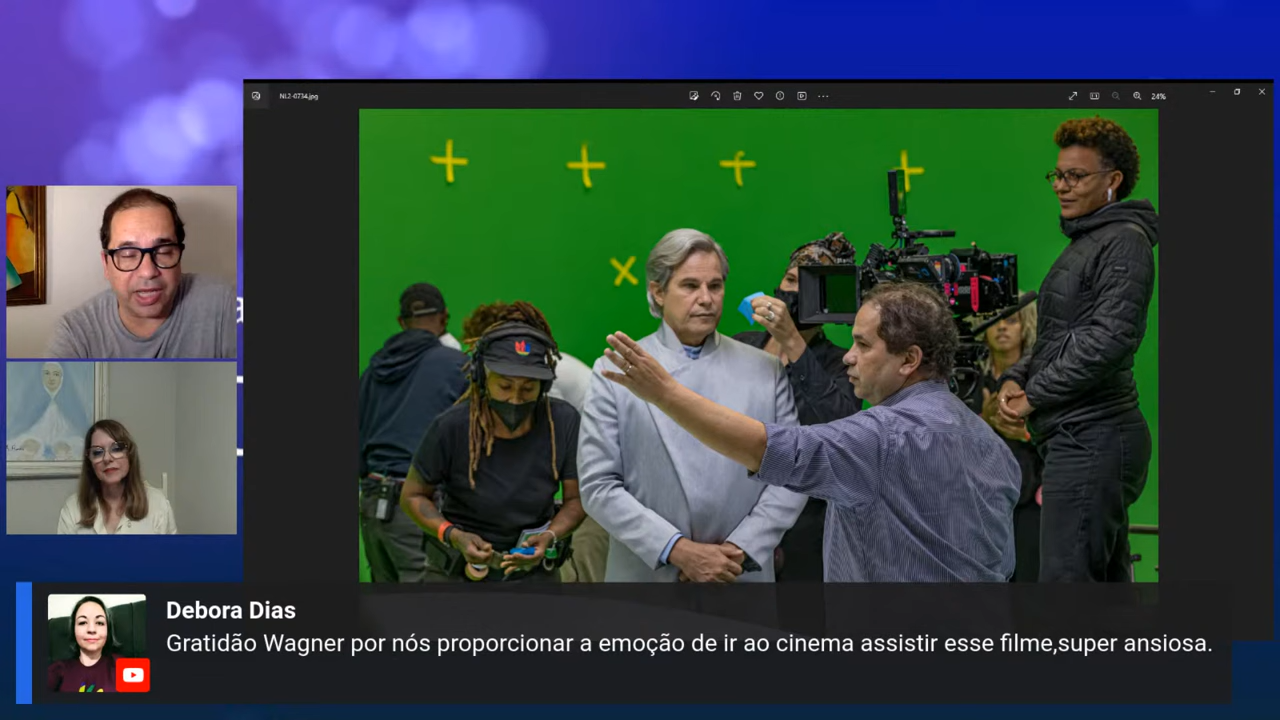 NL2-0734.jpg
24%
Debora Dias
Gratidão Wagner por nós proporcionar a emoção de ir ao cinema assistir esse filme,super ansiosa.